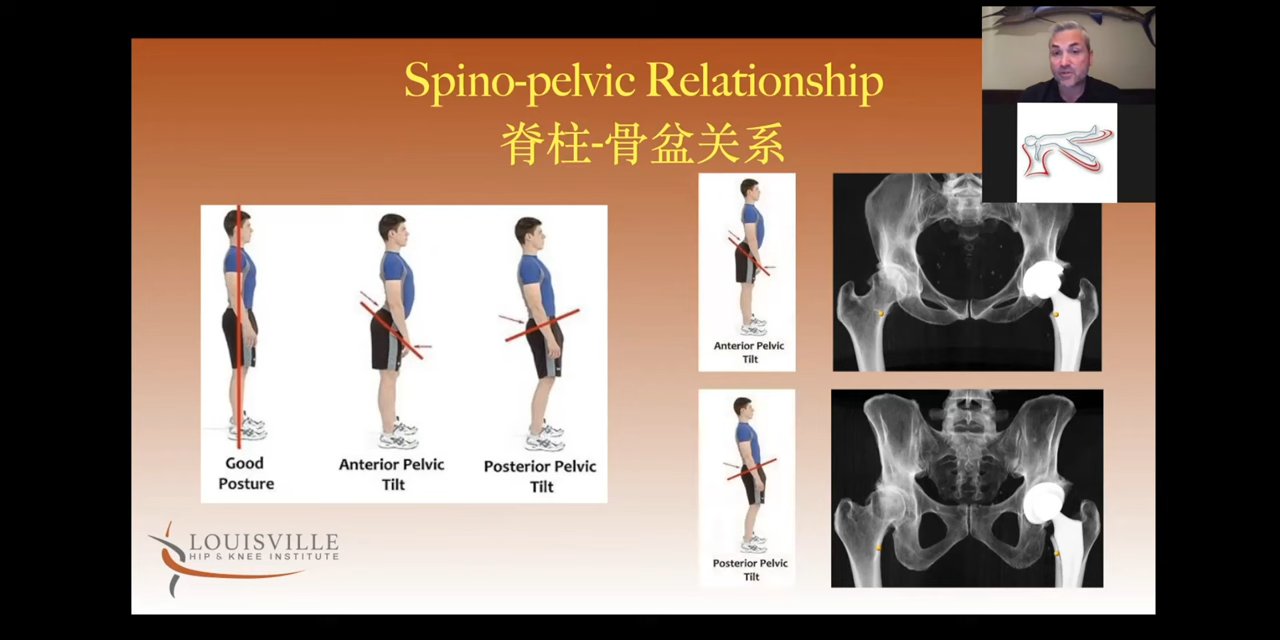 Spino-pelvic Relationship
脊柱-骨盆关系
Good
Posture
Anterior Pelvic
Tilt
Posterior Pelvic
Tilt
Anterior Pelvic
Tilt
Posterior Pelvic
Tilt
LOUISVILLE
HIP & KNEE INSTITUTE